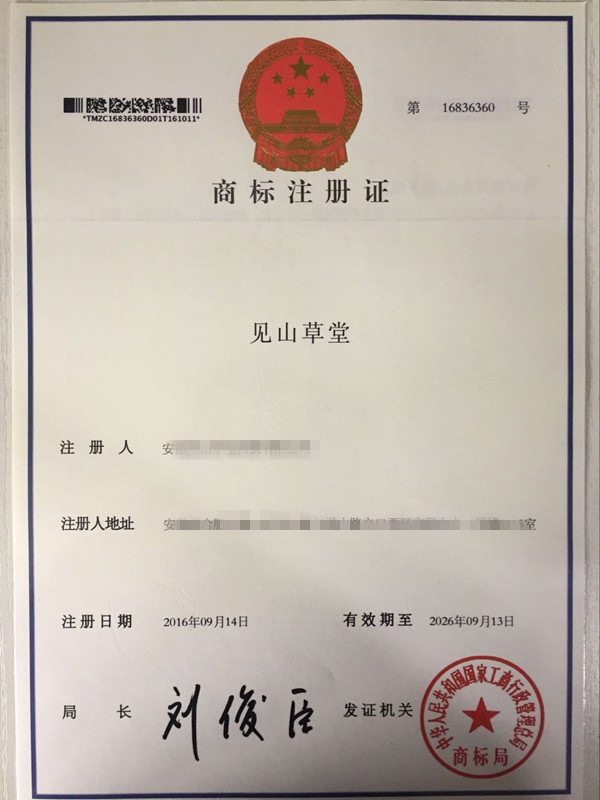 *TMZC16836360D01T161011*
第 16836360 号
商标注册证
见山草堂
注册人 安
注册人地址 安 室
注册日期 2016年09月14日 有效期至 2026年09月13日
局长 刘俊臣 发证机关
中华人民共和国国家工商行政管理总局
商标局